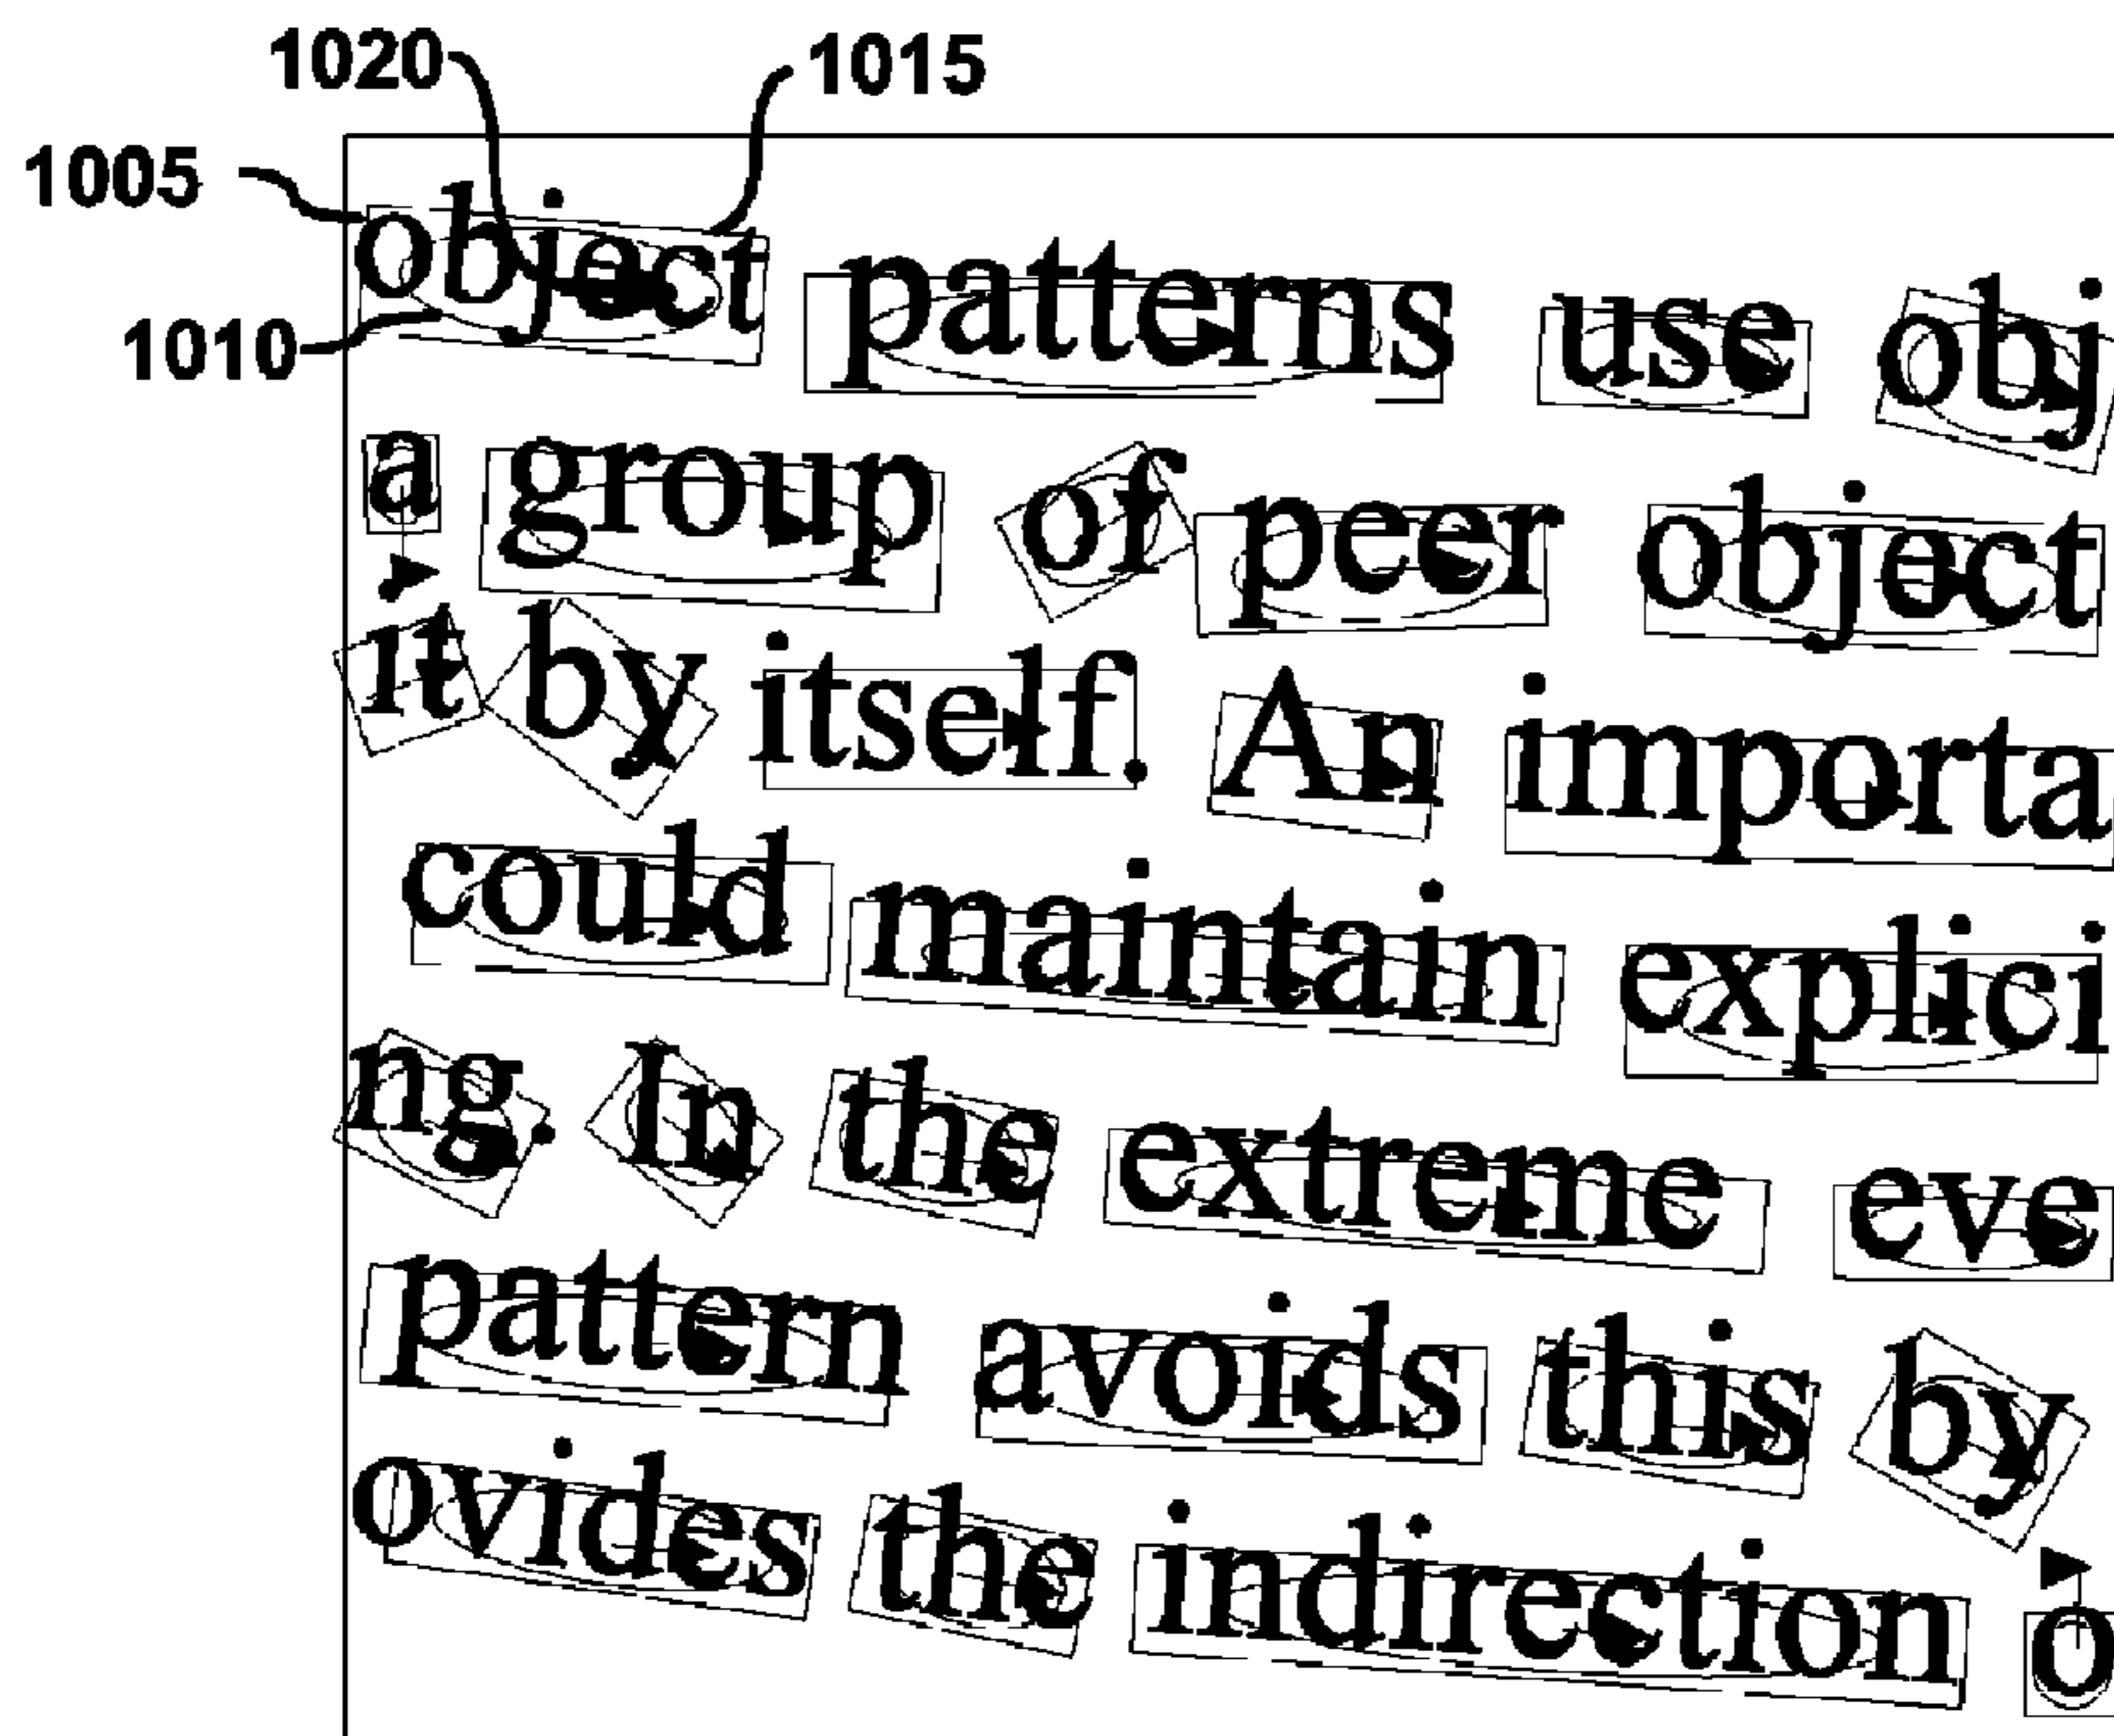 1020 1015
1005
object patterns use obj
1010
a group of peer object
it by itself. An importa
could maintain explici
ng. In the extreme eve
pattern avoids this by
ovides the indirection o